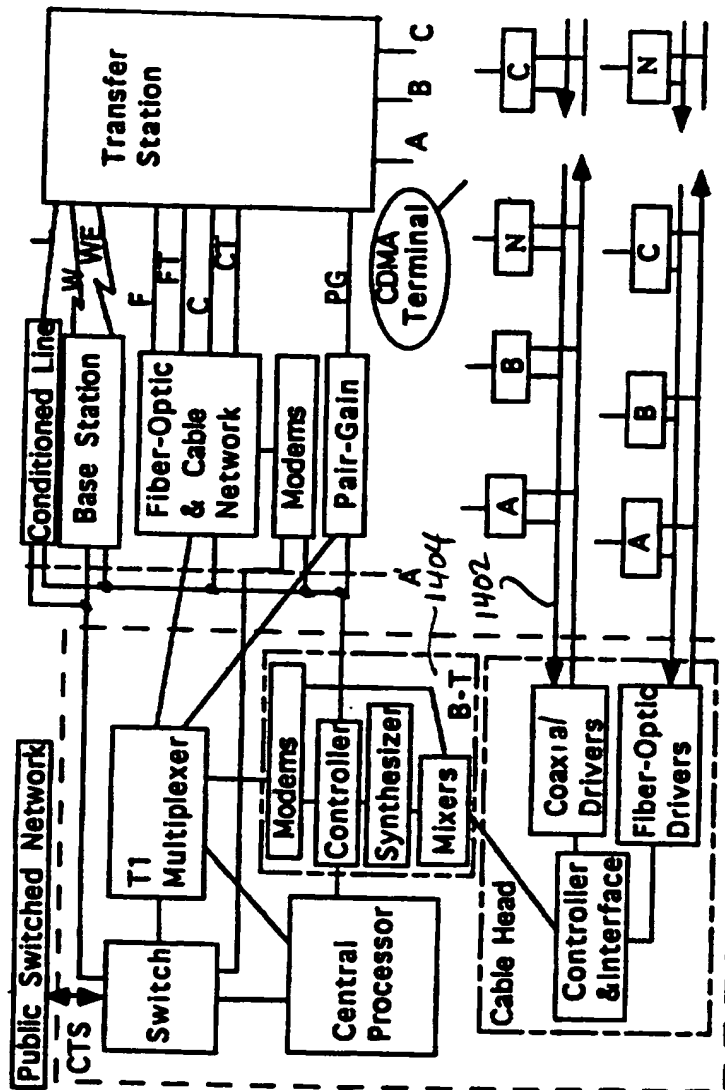 Public Switched Network
CTS
Switch
T1
Multiplexer
Central
Processor
Modems
Controller
Synthesizer
Mixers
B-T
A'
1404
Conditioned Line
Base Station
W
WF
Fiber-Optic
& Cable
Network
Modems
Pair-Gain
F
FT
C
CT
PG
Transfer
Station
A
B
C
CDMA
Terminal
Cable Head
Controller
&Interface
Coaxial/
Drivers
Fiber-Optic
Drivers
1402
A
B
N
C
A
B
C
N